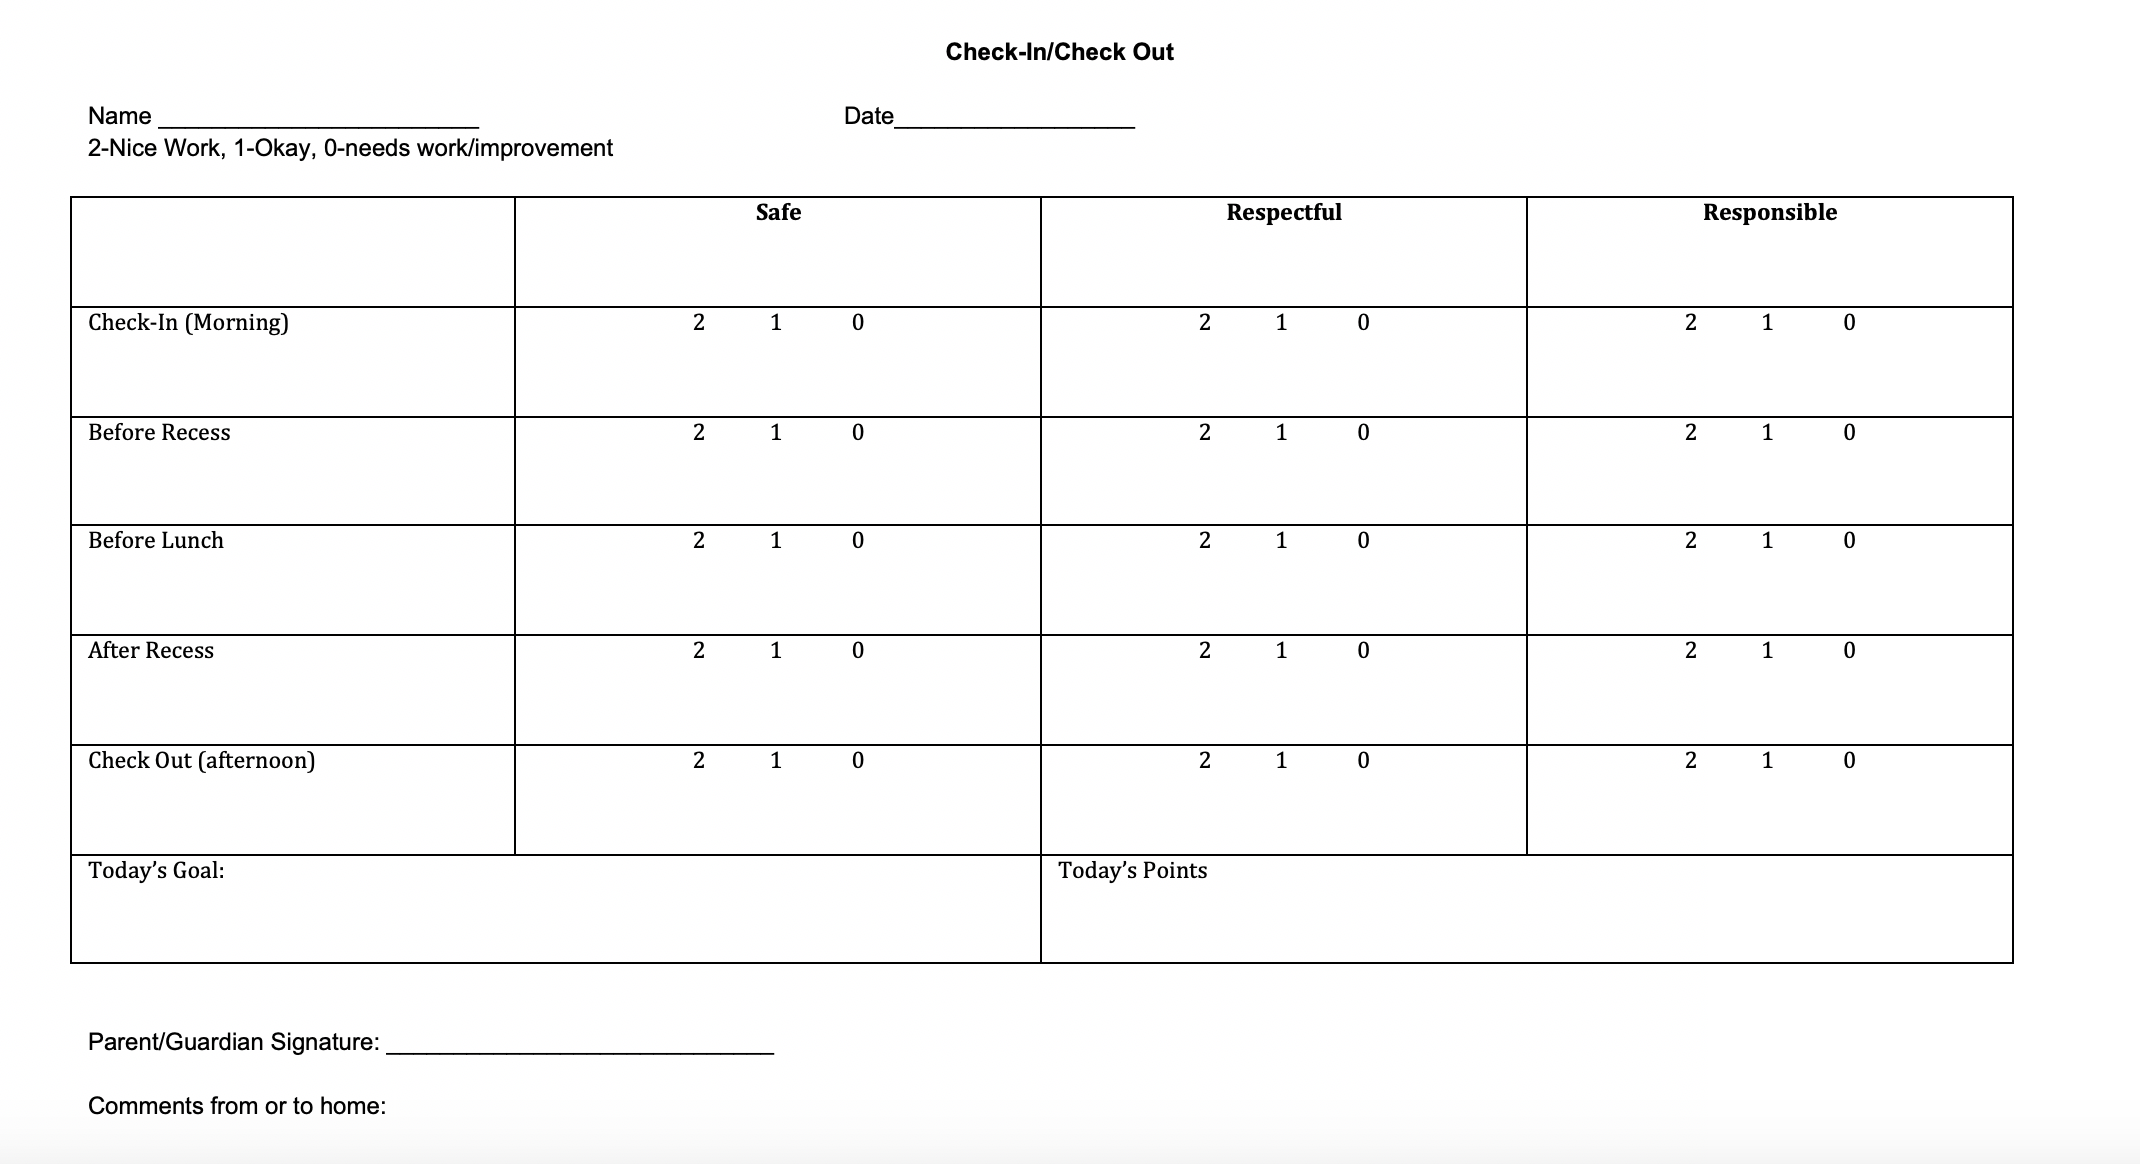 Check-In/Check Out
Name ________________________ Date__________________
2-Nice Work, 1-Okay, 0-needs work/improvement
Safe Respectful Responsible
Check-In (Morning) 2 1 0 2 1 0 2 1 0
Before Recess 2 1 0 2 1 0 2 1 0
Before Lunch 2 1 0 2 1 0 2 1 0
After Recess 2 1 0 2 1 0 2 1 0
Check Out (afternoon) 2 1 0 2 1 0 2 1 0
Today’s Goal: Today’s Points
Parent/Guardian Signature: _____________________________
Comments from or to home: